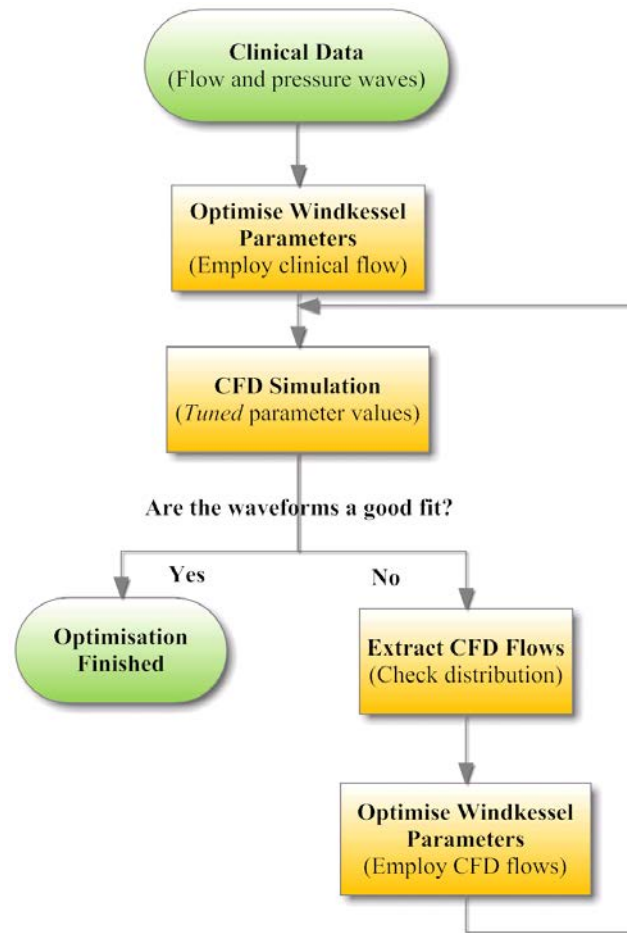 Clinical Data
(Flow and pressure waves)
Optimise Windkessel
Parameters
(Employ clinical flow)
CFD Simulation
(Tuned parameter values)
Are the waveforms a good fit?
Yes
No
Optimisation
Finished
Extract CFD Flows
(Check distribution)
Optimise Windkessel
Parameters
(Employ CFD flows)